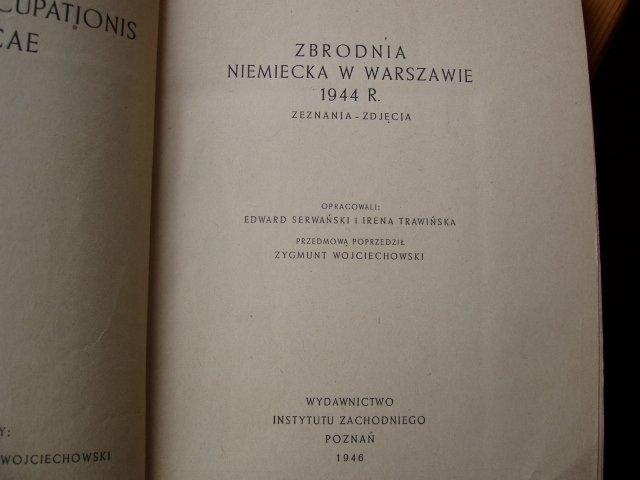 CUPATIONIS
CAE
Y:
WOJCIECHOWSKI
ZBRODNIA
NIEMIECKA W WARSZAWIE
1944 R.
ZEZNANIA - ZDJĘCIA
OPRACOWALI:
EDWARD SERWAŃSKI i IRENA TRAWIŃSKA
PRZEDMOWĄ POPRZEDZIŁ
ZYGMUNT WOJCIECHOWSKI
WYDAWNICTWO
INSTYTUTU ZACHODNIEGO
POZNAŃ
1946